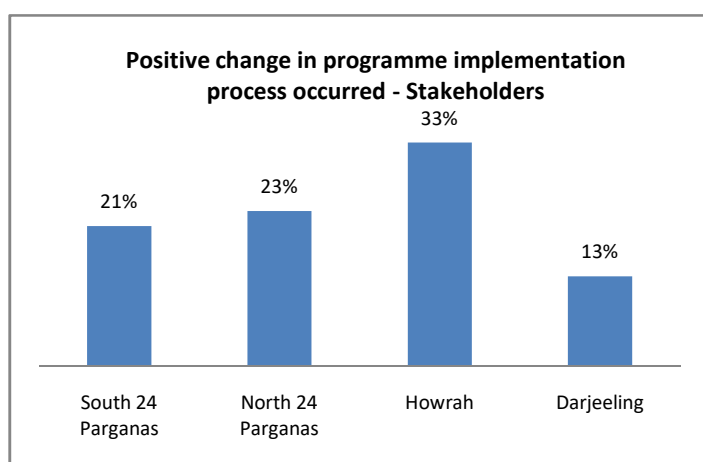 Positive change in programme implementation
process occurred - Stakeholders
33%
23%
21%
13%
South 24
Parganas
North 24
Parganas
Howrah
Darjeeling